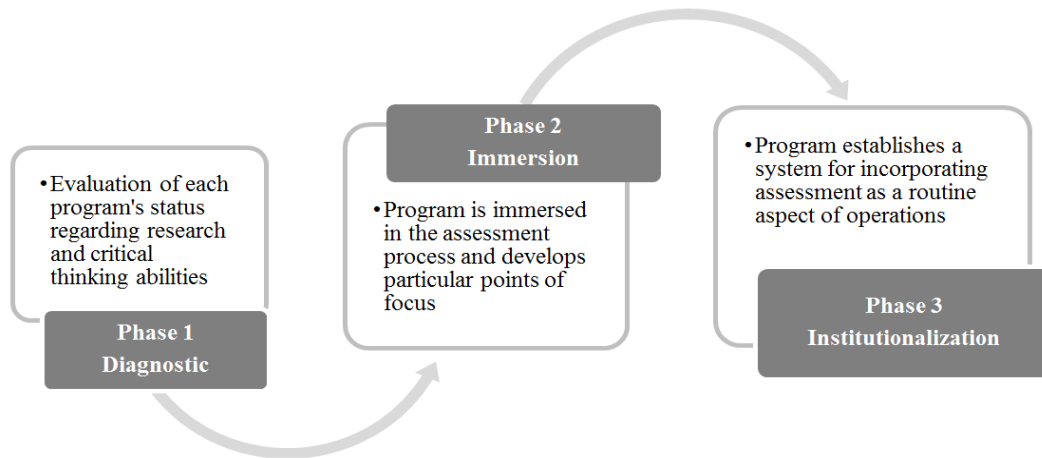 •Evaluation of each
program's status
regarding research
and critical
thinking abilities
Phase 1
Diagnostic
Phase 2
Immersion
•Program is immersed
in the assessment
process and develops
particular points of
focus
•Program establishes a
system for incorporating
assessment as a routine
aspect of operations
Phase 3
Institutionalization